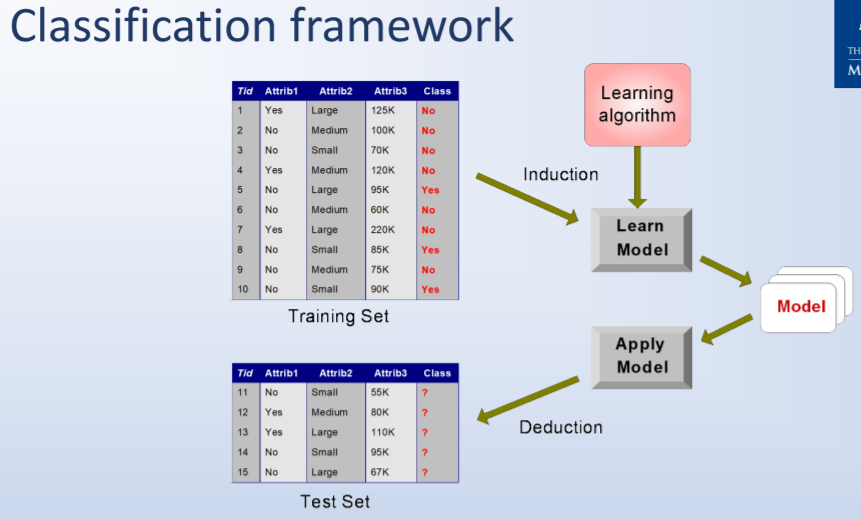 Classification framework
TH
M
Tid Attrib1 Attrib2 Attrib3 Class
1 Yes Large 125K No
2 No Medium 100K No
3 No Small 70K No
4 Yes Medium 120K No
5 No Large 95K Yes
6 No Medium 60K No
7 Yes Large 220K No
8 No Small 85K Yes
9 No Medium 75K No
10 No Small 90K Yes
Training Set
Learning
algorithm
Induction
Learn
Model
Model
Apply
Model
Deduction
Tid Attrib1 Attrib2 Attrib3 Class
11 No Small 55K ?
12 Yes Medium 80K ?
13 Yes Large 110K ?
14 No Small 95K ?
15 No Large 67K ?
Test Set